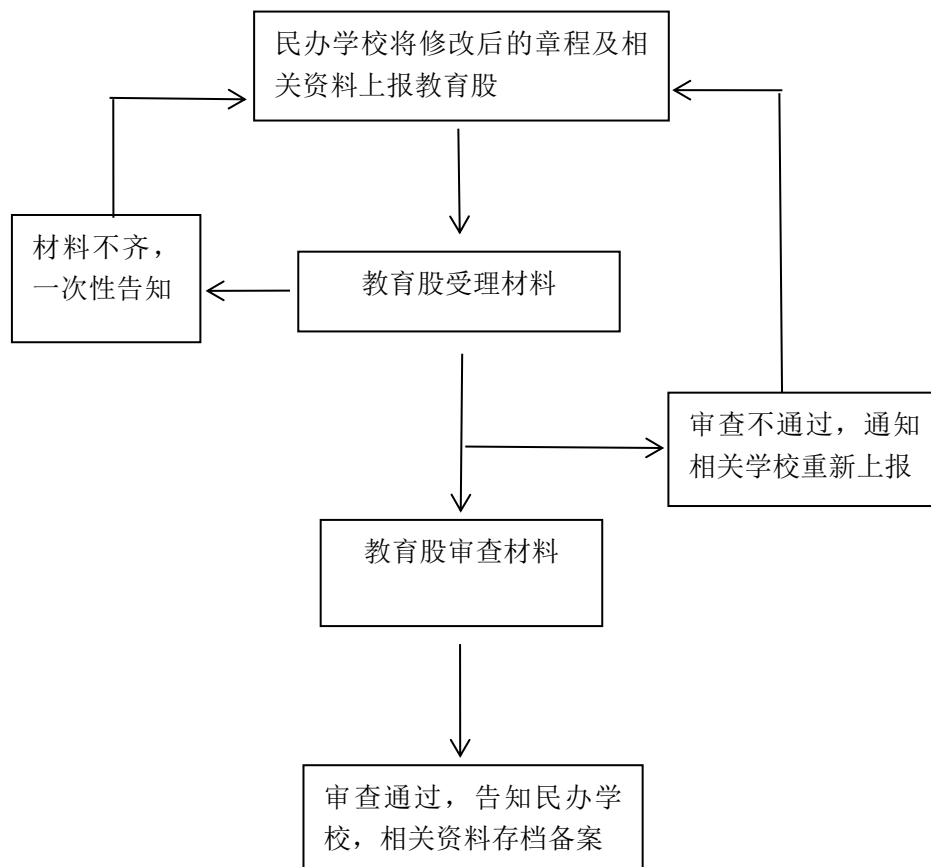 民办学校将修改后的章程及相
关资料上报教育股
材料不齐，
一次性告知
教育股受理材料
审查不通过，通知
相关学校重新上报
教育股审查材料
审查通过，告知民办学
校，相关资料存档备案